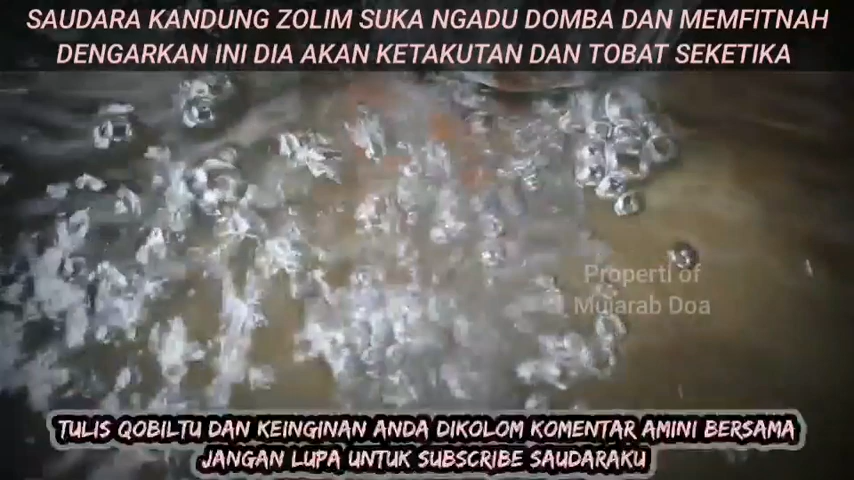 SAUDARA KANDUNG ZOLIM SUKA NGADU DOMBA DAN MEMFITNAH
DENGARKAN INI DIA AKAN KETAKUTAN DAN TOBAT SEKETIKA
Properti of
Mujarab Doa
TULIS QOBILTU DAN KEINGINAN ANDA DIKOLOM KOMENTAR AMINI BERSAMA
JANGAN LUPA UNTUK SUBSCRIBE SAUDARAKU